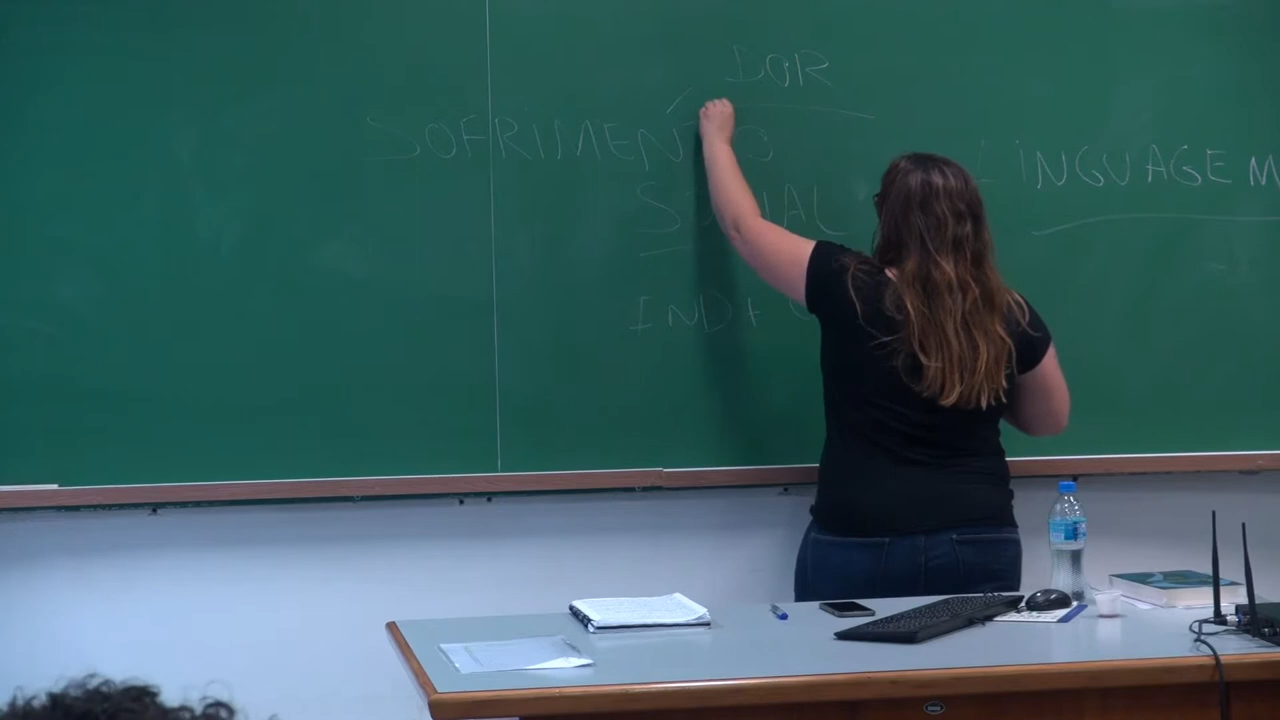 DOR
SOFRIMENTO
LINGUAGEM
SOCIAL
IND +